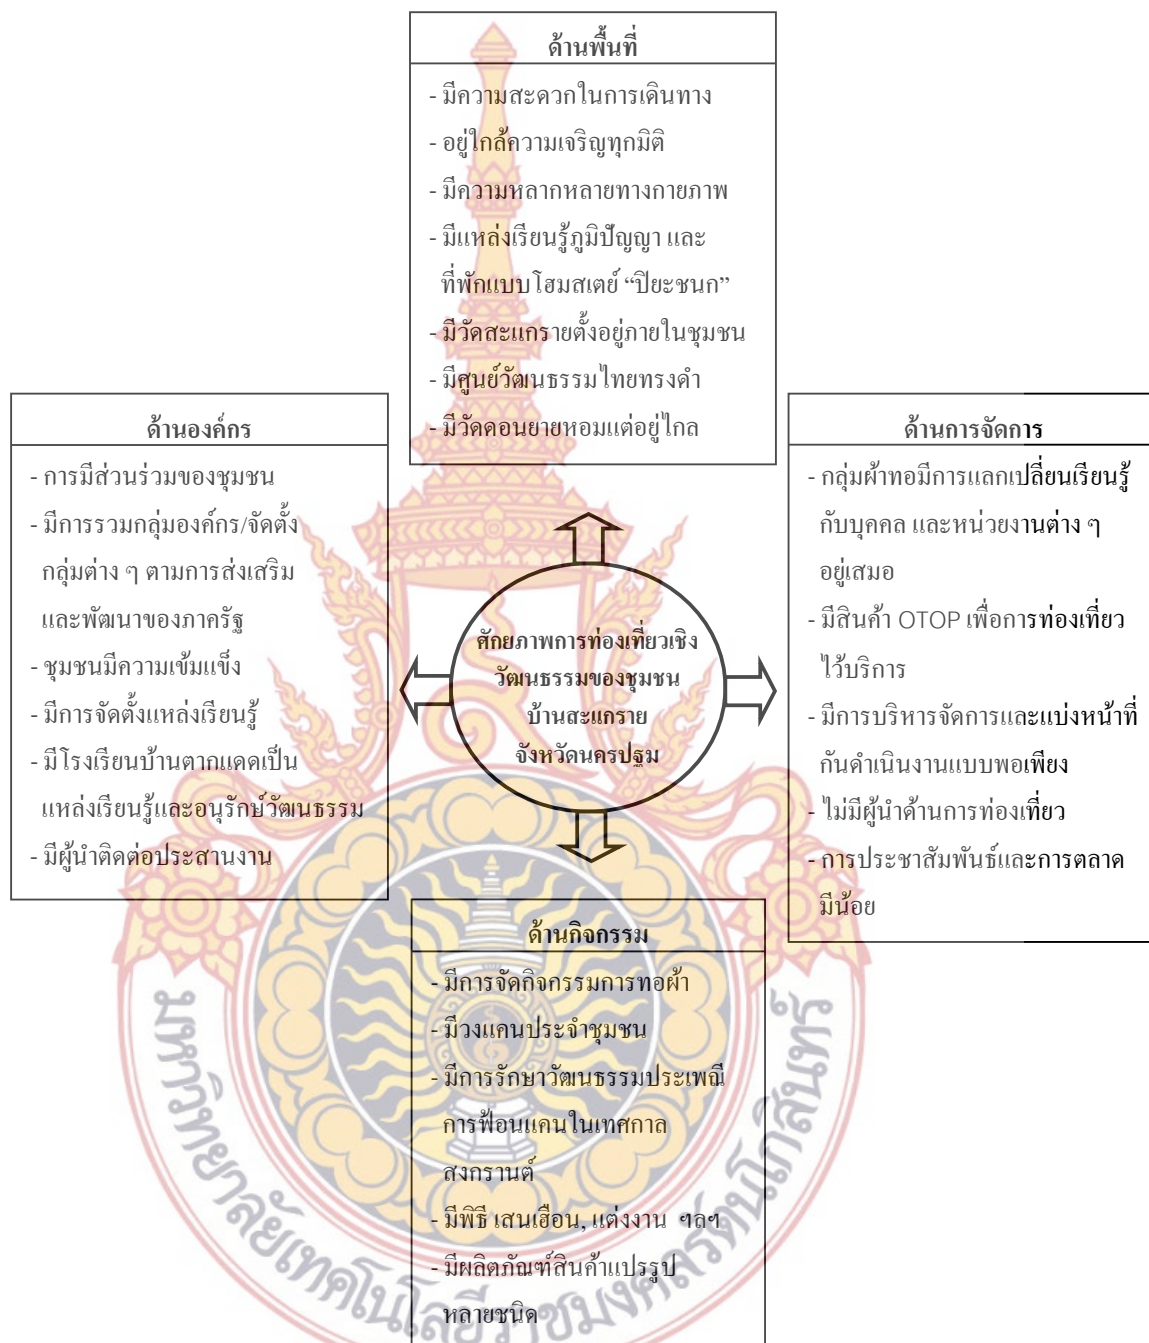 ด้านพื้นที่
- มีความสะดวกในการเดินทาง
- อยู่ใกล้ความเจริญทุกมิติ
- มีความหลากหลายทางกายภาพ
- มีแหล่งเรียนรู้ภูมิปัญญา และ
ที่พักแบบโฮมสเตย์ “ปิยะชนก”
- มีวัดสะแกรายตั้งอยู่ภายในชุมชน
- มีศูนย์วัฒนธรรมไทยทรงดำ
- มีวัดดอนยายหอมแต่อยู่ไกล
ด้านองค์กร
- การมีส่วนร่วมของชุมชน
- มีการรวมกลุ่มองค์กร/จัดตั้ง
กลุ่มต่าง ๆ ตามการส่งเสริม
และพัฒนาของภาครัฐ
- ชุมชนมีความเข้มแข็ง
- มีการจัดตั้งแหล่งเรียนรู้
- มีโรงเรียนบ้านตากแดดเป็น
แหล่งเรียนรู้และอนุรักษ์วัฒนธรรม
- มีผู้นำติดต่อประสานงาน
ศักยภาพการท่องเที่ยวเชิง
วัฒนธรรมของชุมชน
บ้านสะแกราย
จังหวัดนครปฐม
ด้านการจัดการ
- กลุ่มผ้าทอมีการแลกเปลี่ยนเรียนรู้
กับบุคคล และหน่วยงานต่าง ๆ
อยู่เสมอ
- มีสินค้า OTOP เพื่อการท่องเที่ยว
ไว้บริการ
- มีการบริหารจัดการและแบ่งหน้าที่
กันดำเนินงานแบบพอเพียง
- ไม่มีผู้นำด้านการท่องเที่ยว
- การประชาสัมพันธ์และการตลาด
มีน้อย
ด้านกิจกรรม
- มีการจัดกิจกรรมการทอผ้า
- มีวงแคนประจำชุมชน
- มีการรักษาวัฒนธรรมประเพณี
การฟ้อนแคนในเทศกาล
สงกรานต์
- มีพิธี เสนเฮือน, แต่งงาน ฯลฯ
- มีผลิตภัณฑ์สินค้าแปรรูป
หลายชนิด
มหาวิทยาลัยเทคโนโลยีราชมงคลรัตนโกสินทร์